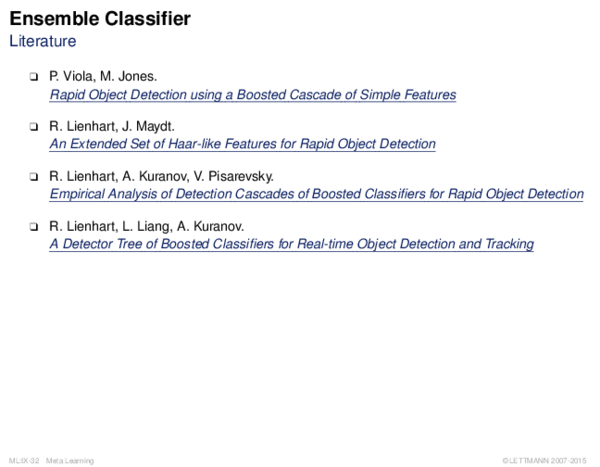 Ensemble Classifier
Literature
❑ P. Viola, M. Jones.
Rapid Object Detection using a Boosted Cascade of Simple Features
❑ R. Lienhart, J. Maydt.
An Extended Set of Haar-like Features for Rapid Object Detection
❑ R. Lienhart, A. Kuranov, V. Pisarevsky.
Empirical Analysis of Detection Cascades of Boosted Classifiers for Rapid Object Detection
❑ R. Lienhart, L. Liang, A. Kuranov.
A Detector Tree of Boosted Classifiers for Real-time Object Detection and Tracking
ML:IX-32 Meta Learning ©LETTMANN 2007-2015